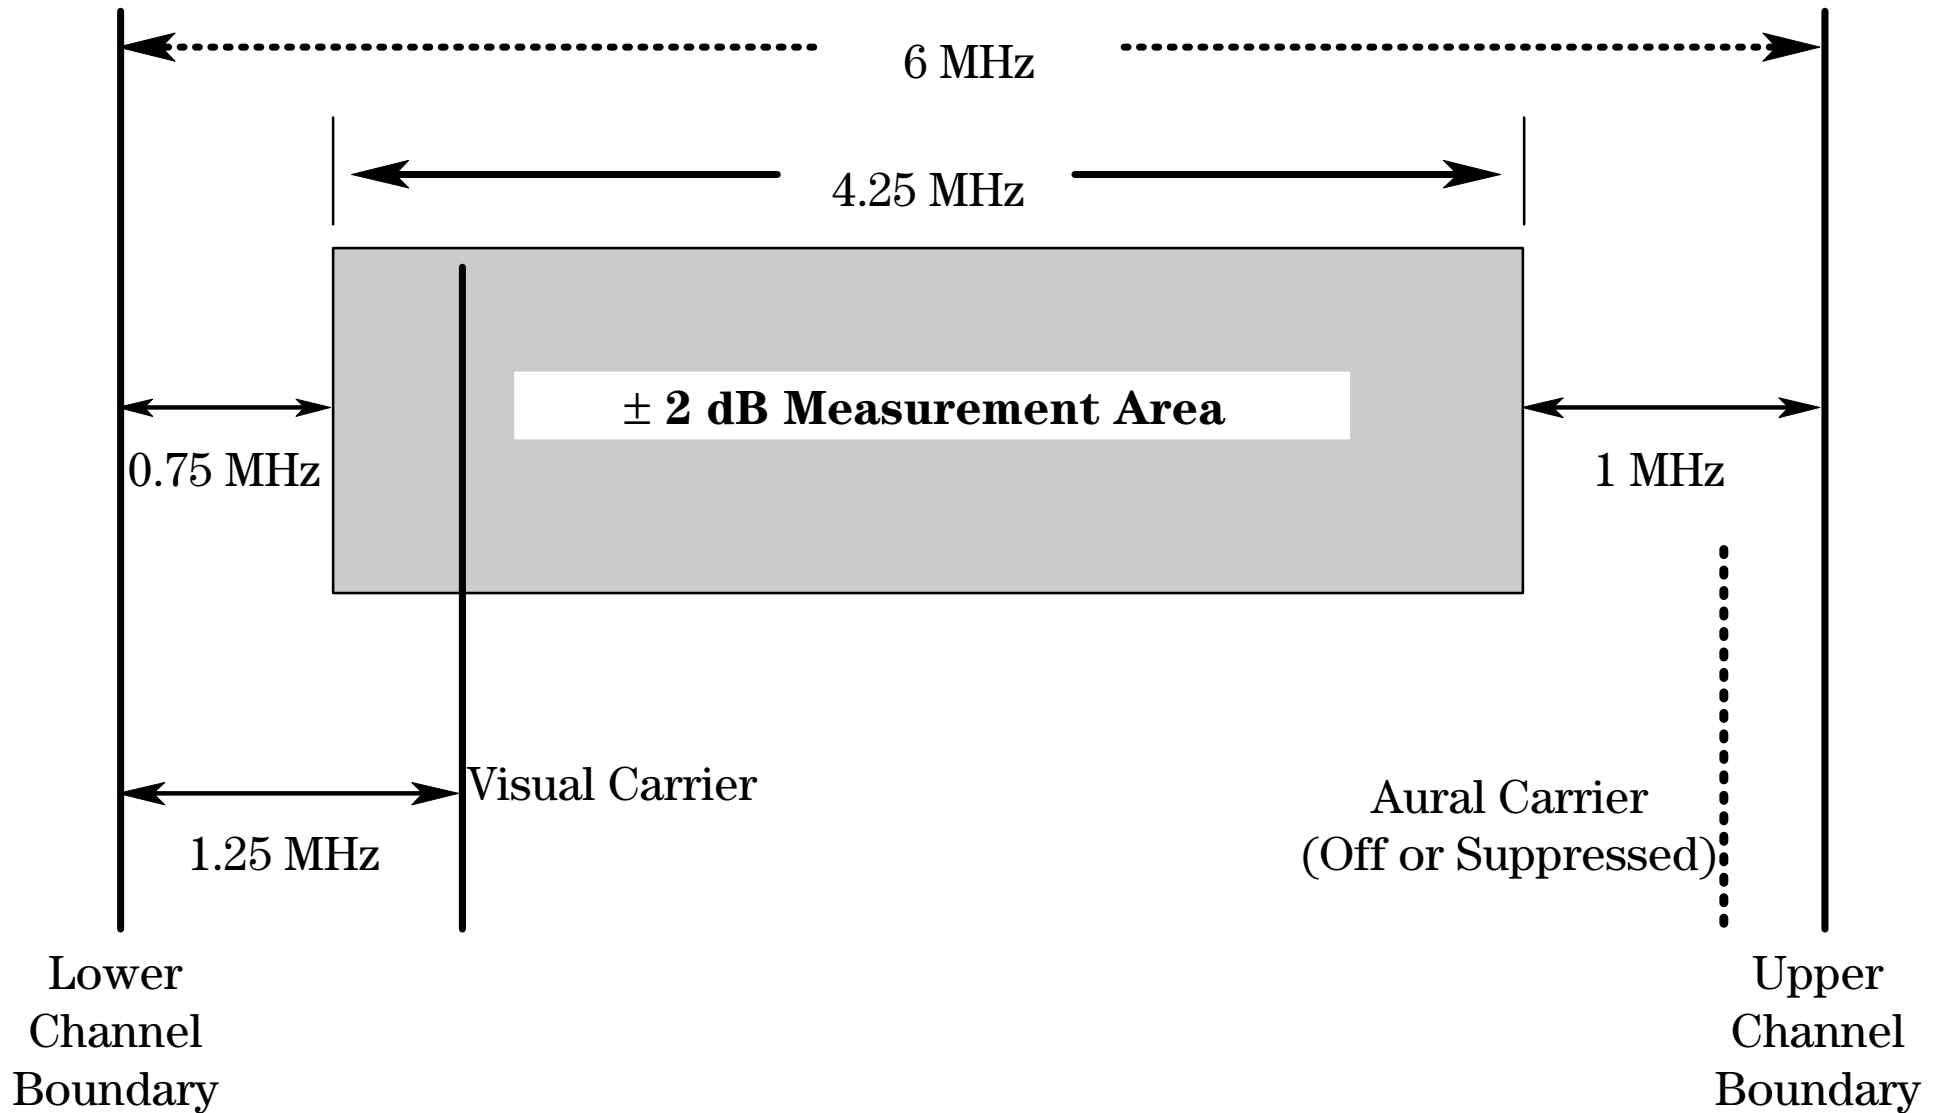 6 MHz
4.25 MHz
± 2 dB Measurement Area
0.75 MHz
1 MHz
Visual Carrier
1.25 MHz
Aural Carrier
(Off or Suppressed)
Lower
Channel
Boundary
Upper
Channel
Boundary